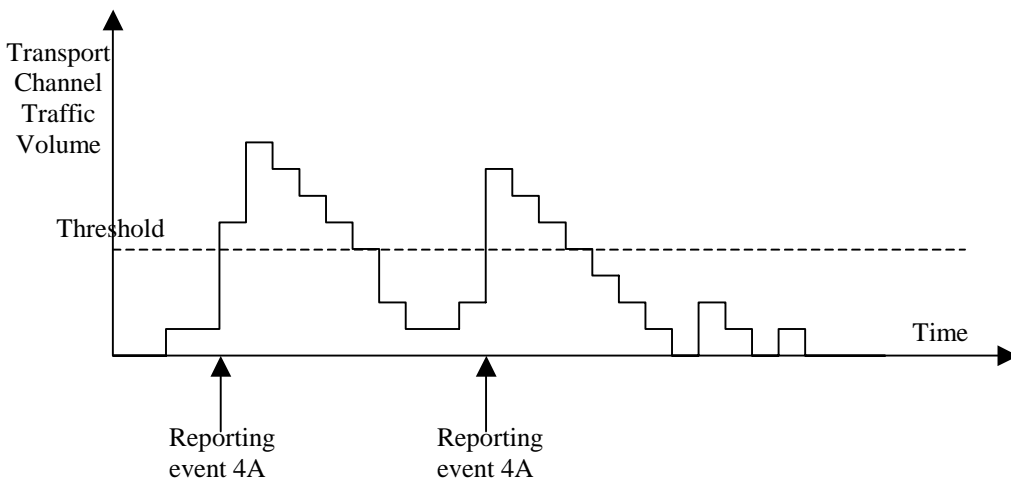 Transport
Channel
Traffic
Volume
Threshold
Time
Reporting
event 4A
Reporting
event 4A